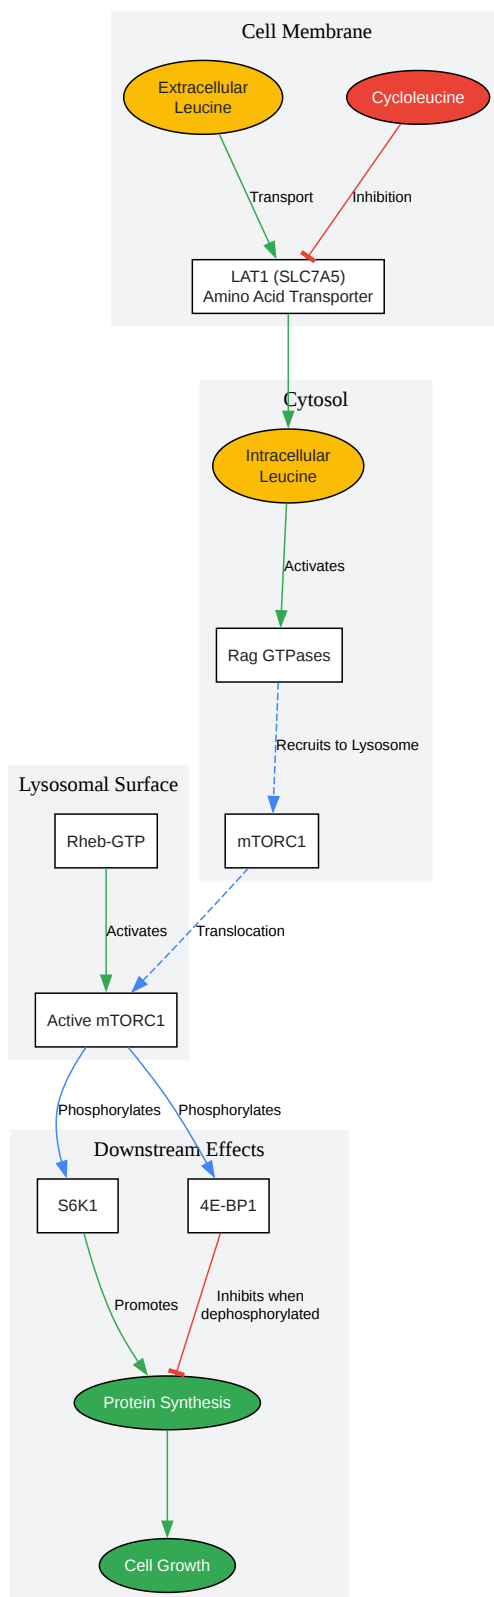 Cell Membrane
Extracellular
Leucine
Cycloleucine
Transport
Inhibition
LAT1 (SLC7A5)
Amino Acid Transporter
Cytosol
Intracellular
Leucine
Activates
Rag GTPases
Recruits to Lysosome
Lysosomal Surface
Rheb-GTP
mTORC1
Activates
Translocation
Active mTORC1
Phosphorylates
Phosphorylates
Downstream Effects
S6K1
4E-BP1
Promotes
Inhibits when
dephosphorylated
Protein Synthesis
Cell Growth